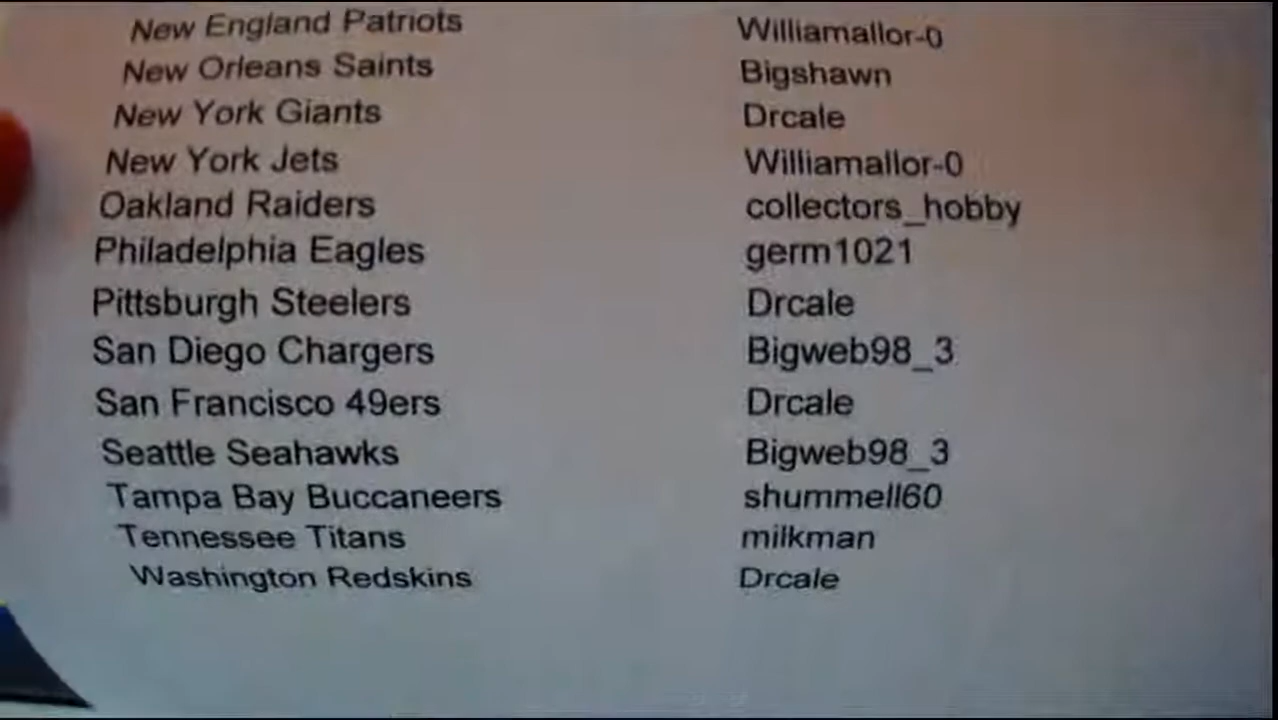 New England Patriots Williamallor-0
New Orleans Saints Bigshawn
New York Giants Drcale
New York Jets Williamallor-0
Oakland Raiders collectors_hobby
Philadelphia Eagles germ1021
Pittsburgh Steelers Drcale
San Diego Chargers Bigweb98_3
San Francisco 49ers Drcale
Seattle Seahawks Bigweb98_3
Tampa Bay Buccaneers shummell60
Tennessee Titans milkman
Washington Redskins Drcale